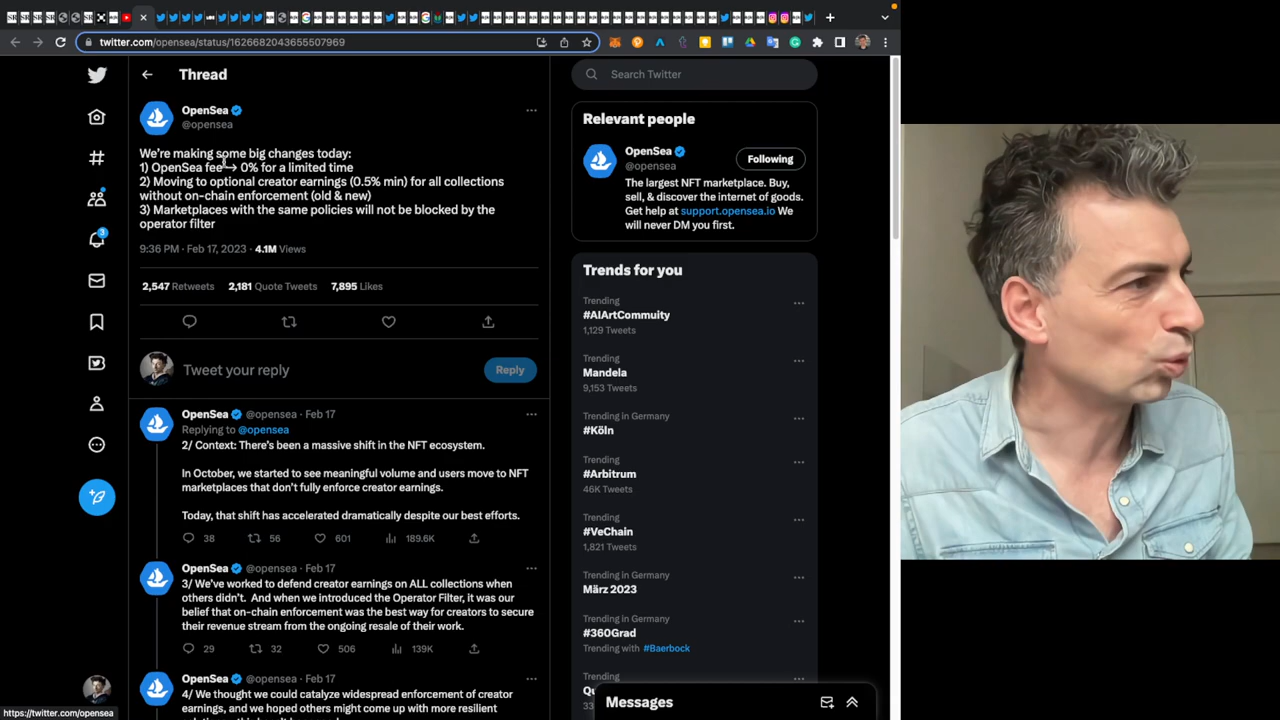 twitter.com/opensea/status/1626682043655507969
Thread
Search Twitter
OpenSea
@opensea
We're making some big changes today:
1) OpenSea fee → 0% for a limited time
2) Moving to optional creator earnings (0.5% min) for all collections
without on-chain enforcement (old & new)
3) Marketplaces with the same policies will not be blocked by the
operator filter
9:36 PM · Feb 17, 2023 · 4.1M Views
2,547 Retweets 2,181 Quote Tweets 7,895 Likes
Tweet your reply
Reply
OpenSea @opensea · Feb 17
Replying to @opensea
2/ Context: There's been a massive shift in the NFT ecosystem.
In October, we started to see meaningful volume and users move to NFT
marketplaces that don't fully enforce creator earnings.
Today, that shift has accelerated dramatically despite our best efforts.
38 56 601 189.6K
OpenSea @opensea · Feb 17
3/ We've worked to defend creator earnings on ALL collections when
others didn't. And when we introduced the Operator Filter, it was our
belief that on-chain enforcement was the best way for creators to secure
their revenue stream from the ongoing resale of their work.
29 32 506 139K
OpenSea @opensea · Feb 17
4/ We thought we could catalyze widespread enforcement of creator
earnings, and we hoped others might come up with more resilient
Relevant people
OpenSea
@opensea
Following
The largest NFT marketplace. Buy,
sell, & discover the internet of goods.
Get help at support.opensea.io We
will never DM you first.
Trends for you
Trending
#AIArtCommuity
1,129 Tweets
Trending
Mandela
9,153 Tweets
Trending in Germany
#Köln
Trending
#Arbitrum
46K Tweets
Trending
#VeChain
1,821 Tweets
Trending in Germany
März 2023
Trending in Germany
#360Grad
Trending with #Baerbock
Trending
Messages
3
https://twitter.com/opensea